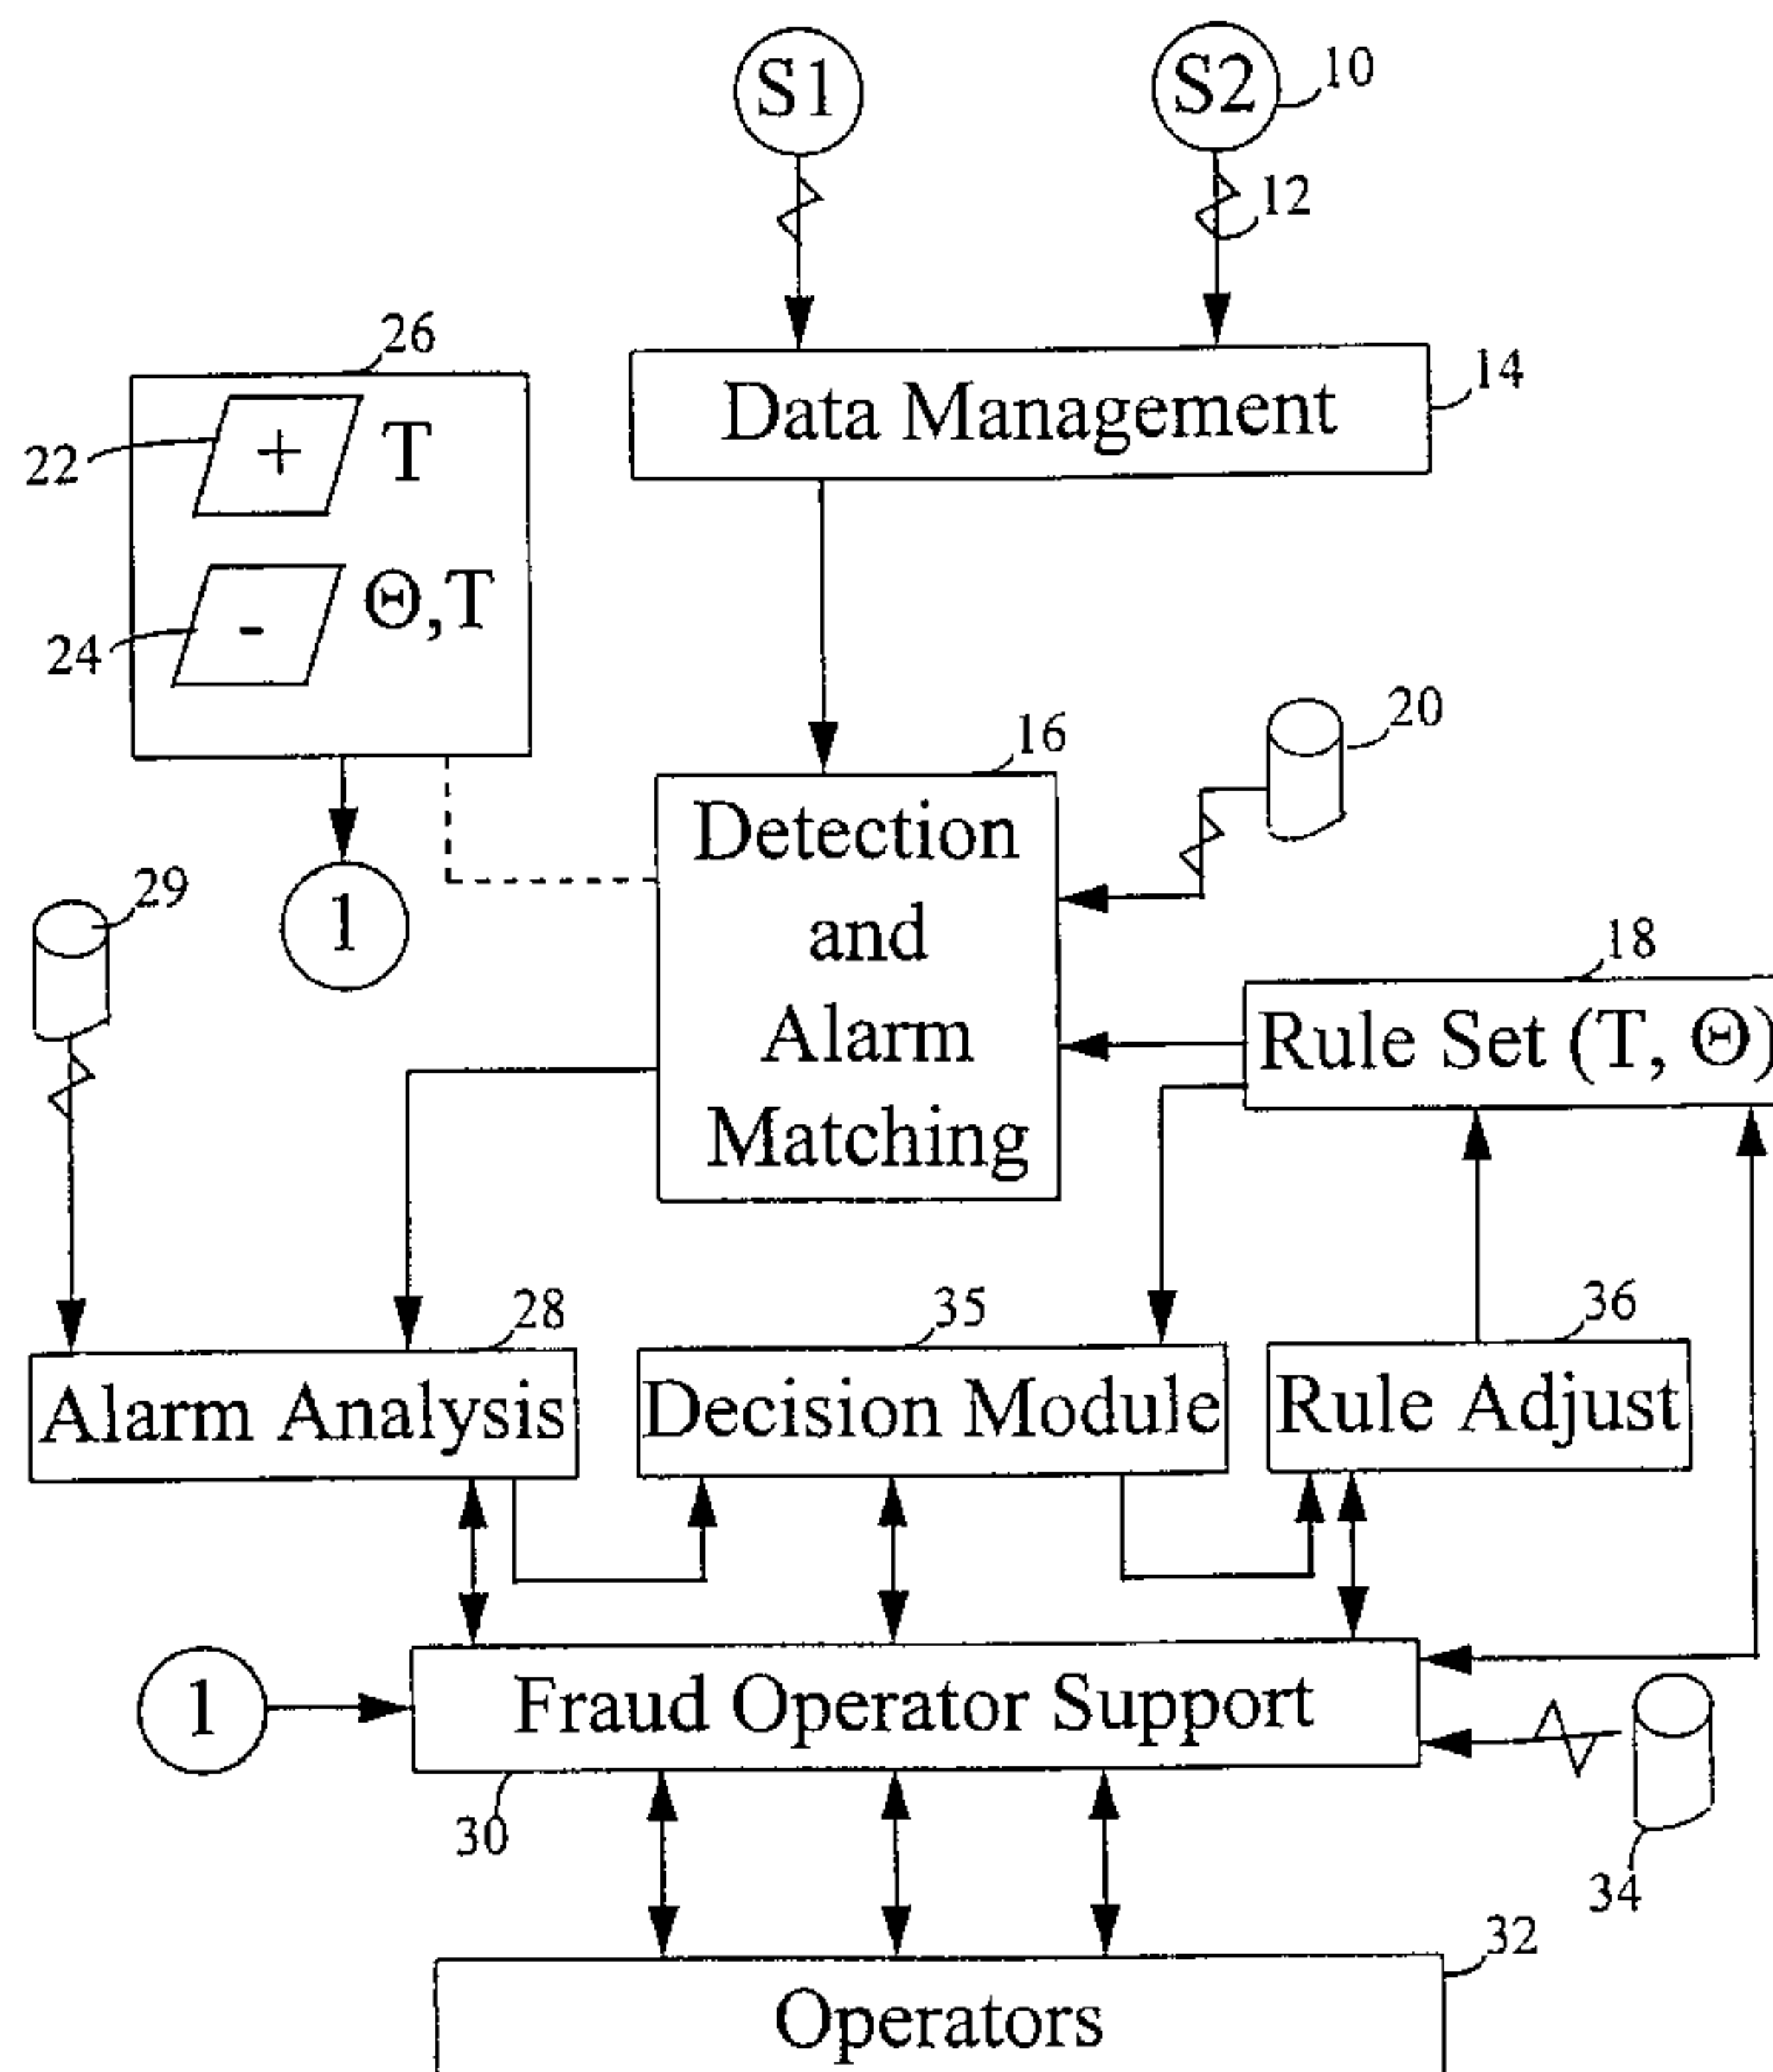 S1
S2
10
12
26
Data Management
14
22
+
T
-
Θ,T
24
16
20
Detection
and
Alarm
Matching
29
1
18
Rule Set (T, Θ)
28
35
36
Alarm Analysis
Decision Module
Rule Adjust
1
Fraud Operator Support
30
34
32
Operators